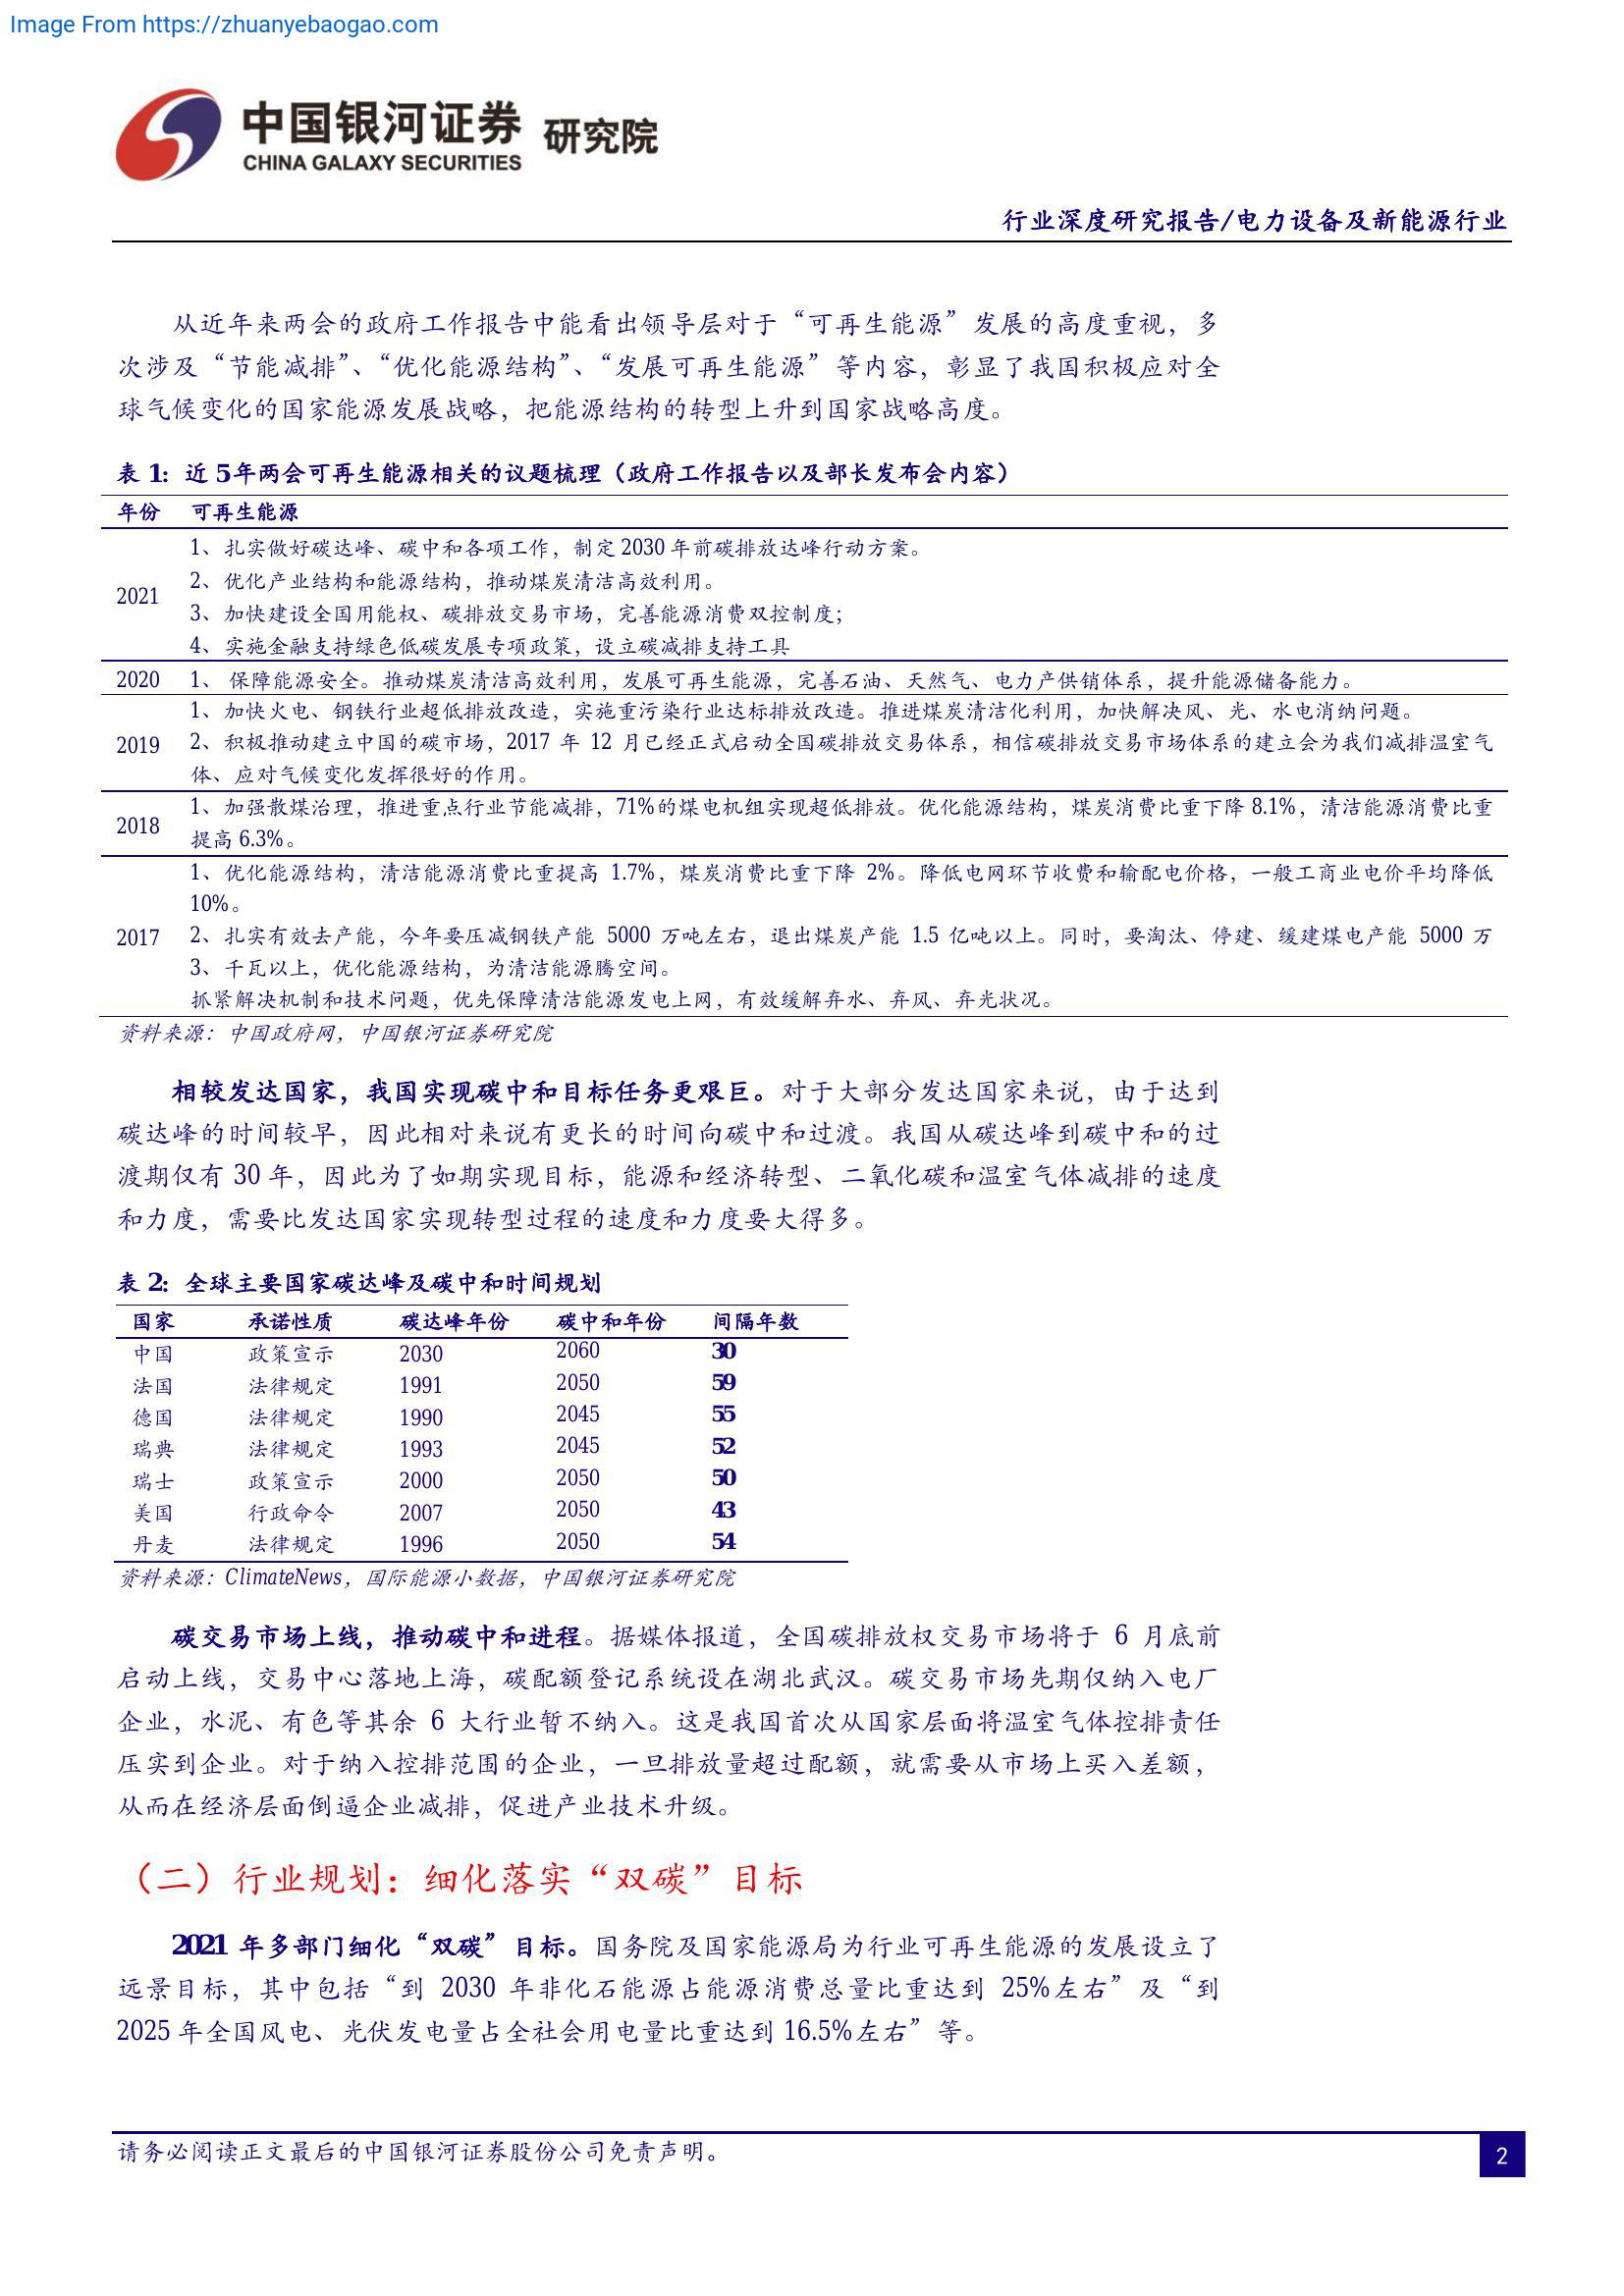 Image From https://zhuanyebaogao.com
中国银河证券 研究院
CHINA GALAXY SECURITIES
行业深度研究报告/电力设备及新能源行业
从近年来两会的政府工作报告中能看出领导层对于“可再生能源”发展的高度重视，多
次涉及“节能减排”、“优化能源结构”、“发展可再生能源”等内容，彰显了我国积极应对全
球气候变化的国家能源发展战略，把能源结构的转型上升到国家战略高度。
表 1：近 5年两会可再生能源相关的议题梳理（政府工作报告以及部长发布会内容）
年份 可再生能源
1、扎实做好碳达峰、碳中和各项工作，制定 2030 年前碳排放达峰行动方案。
2、优化产业结构和能源结构，推动煤炭清洁高效利用。
2021
3、加快建设全国用能权、碳排放交易市场，完善能源消费双控制度；
4、实施金融支持绿色低碳发展专项政策，设立碳减排支持工具
2020 1、 保障能源安全。推动煤炭清洁高效利用，发展可再生能源，完善石油、天然气、电力产供销体系，提升能源储备能力。
1、加快火电、钢铁行业超低排放改造，实施重污染行业达标排放改造。推进煤炭清洁化利用，加快解决风、光、水电消纳问题。
2019 2、积极推动建立中国的碳市场，2017 年 12 月已经正式启动全国碳排放交易体系，相信碳排放交易市场体系的建立会为我们减排温室气
体、应对气候变化发挥很好的作用。
2018 1、加强散煤治理，推进重点行业节能减排，71%的煤电机组实现超低排放。优化能源结构，煤炭消费比重下降 8.1%，清洁能源消费比重
提高 6.3%。
1、优化能源结构，清洁能源消费比重提高 1.7%，煤炭消费比重下降 2%。降低电网环节收费和输配电价格，一般工商业电价平均降低
10%。
2017 2、扎实有效去产能，今年要压减钢铁产能 5000 万吨左右，退出煤炭产能 1.5 亿吨以上。同时，要淘汰、停建、缓建煤电产能 5000 万
3、千瓦以上，优化能源结构，为清洁能源腾空间。
抓紧解决机制和技术问题，优先保障清洁能源发电上网，有效缓解弃水、弃风、弃光状况。
资料来源：中国政府网，中国银河证券研究院
相较发达国家，我国实现碳中和目标任务更艰巨。对于大部分发达国家来说，由于达到
碳达峰的时间较早，因此相对来说有更长的时间向碳中和过渡。我国从碳达峰到碳中和的过
渡期仅有 30 年，因此为了如期实现目标，能源和经济转型、二氧化碳和温室气体减排的速度
和力度，需要比发达国家实现转型过程的速度和力度要大得多。
表 2：全球主要国家碳达峰及碳中和时间规划
国家 承诺性质 碳达峰年份 碳中和年份 间隔年数
中国 政策宣示 2030 2060 30
法国 法律规定 1991 2050 59
德国 法律规定 1990 2045 55
瑞典 法律规定 1993 2045 52
瑞士 政策宣示 2000 2050 50
美国 行政命令 2007 2050 43
丹麦 法律规定 1996 2050 54
资料来源：ClimateNews，国际能源小数据，中国银河证券研究院
碳交易市场上线，推动碳中和进程。据媒体报道，全国碳排放权交易市场将于 6 月底前
启动上线，交易中心落地上海，碳配额登记系统设在湖北武汉。碳交易市场先期仅纳入电厂
企业，水泥、有色等其余 6 大行业暂不纳入。这是我国首次从国家层面将温室气体控排责任
压实到企业。对于纳入控排范围的企业，一旦排放量超过配额，就需要从市场上买入差额，
从而在经济层面倒逼企业减排，促进产业技术升级。
（二）行业规划：细化落实“双碳”目标
2021 年多部门细化“双碳”目标。国务院及国家能源局为行业可再生能源的发展设立了
远景目标，其中包括“到 2030 年非化石能源占能源消费总量比重达到 25%左右”及“到
2025 年全国风电、光伏发电量占全社会用电量比重达到 16.5%左右”等。
请务必阅读正文最后的中国银河证券股份公司免责声明。
2